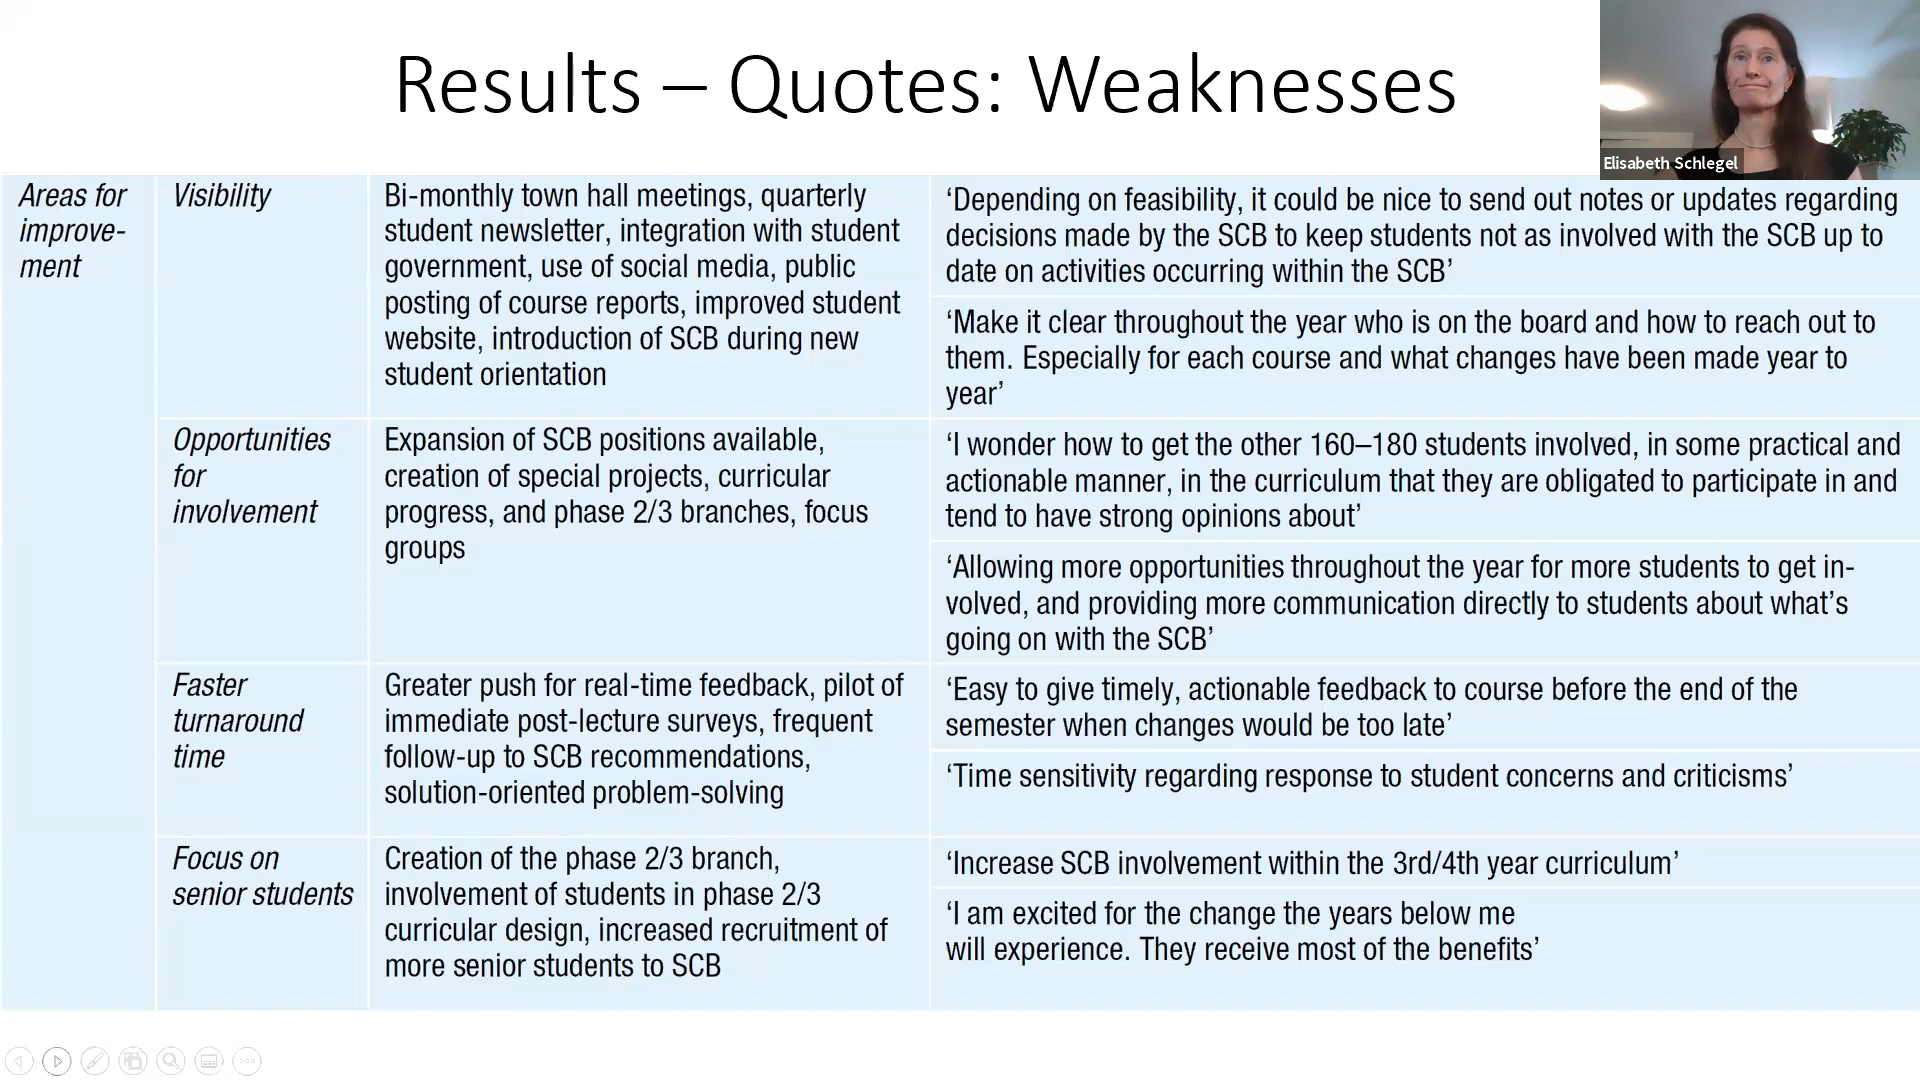 Results – Quotes: Weaknesses
Elisabeth Schlegel
Areas for
improve-
ment
Visibility
Bi-monthly town hall meetings, quarterly
student newsletter, integration with student
government, use of social media, public
posting of course reports, improved student
website, introduction of SCB during new
student orientation
‘Depending on feasibility, it could be nice to send out notes or updates regarding
decisions made by the SCB to keep students not as involved with the SCB up to
date on activities occurring within the SCB’
‘Make it clear throughout the year who is on the board and how to reach out to
them. Especially for each course and what changes have been made year to
year’
Opportunities
for
involvement
Expansion of SCB positions available,
creation of special projects, curricular
progress, and phase 2/3 branches, focus
groups
‘I wonder how to get the other 160–180 students involved, in some practical and
actionable manner, in the curriculum that they are obligated to participate in and
tend to have strong opinions about’
‘Allowing more opportunities throughout the year for more students to get in-
volved, and providing more communication directly to students about what’s
going on with the SCB’
Faster
turnaround
time
Greater push for real-time feedback, pilot of
immediate post-lecture surveys, frequent
follow-up to SCB recommendations,
solution-oriented problem-solving
‘Easy to give timely, actionable feedback to course before the end of the
semester when changes would be too late’
‘Time sensitivity regarding response to student concerns and criticisms’
Focus on
senior students
Creation of the phase 2/3 branch,
involvement of students in phase 2/3
curricular design, increased recruitment of
more senior students to SCB
‘Increase SCB involvement within the 3rd/4th year curriculum’
‘I am excited for the change the years below me
will experience. They receive most of the benefits’